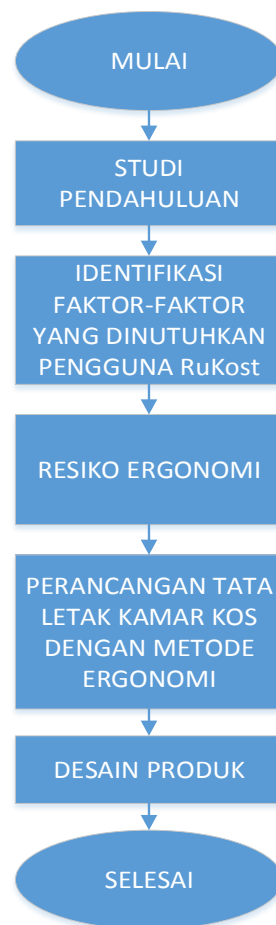 MULAI
STUDI
PENDAHULUAN
IDENTIFIKASI
FAKTOR-FAKTOR
YANG DINUTUHKAN
PENGGUNA RuKost
RESIKO ERGONOMI
PERANCANGAN TATA
LETAK KAMAR KOS
DENGAN METODE
ERGONOMI
DESAIN PRODUK
SELESAI